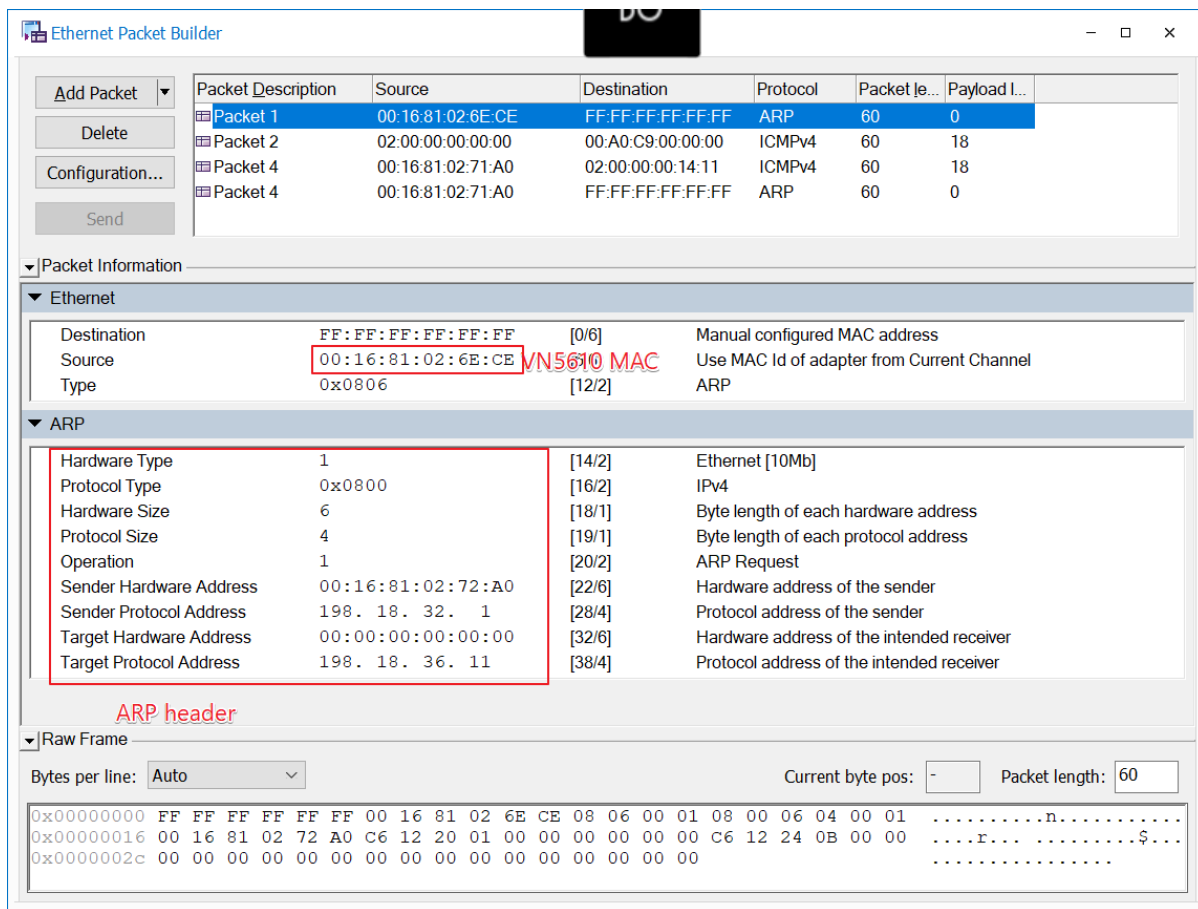 BO
Ethernet Packet Builder
Add Packet
Delete
Configuration...
Send
Packet Description Source Destination Protocol Packet le... Payload l...
Packet 1 00:16:81:02:6E:CE FF:FF:FF:FF:FF:FF ARP 60 0
Packet 2 02:00:00:00:00:00 00:A0:C9:00:00:00 ICMPv4 60 18
Packet 4 00:16:81:02:71:A0 02:00:00:00:14:11 ICMPv4 60 18
Packet 4 00:16:81:02:71:A0 FF:FF:FF:FF:FF:FF ARP 60 0
Packet Information
Ethernet
Destination FF:FF:FF:FF:FF:FF [0/6] Manual configured MAC address
Source 00:16:81:02:6E:CE VN5610 MAC Use MAC Id of adapter from Current Channel
Type 0x0806 [12/2] ARP
ARP
Hardware Type 1 [14/2] Ethernet [10Mb]
Protocol Type 0x0800 [16/2] IPv4
Hardware Size 6 [18/1] Byte length of each hardware address
Protocol Size 4 [19/1] Byte length of each protocol address
Operation 1 [20/2] ARP Request
Sender Hardware Address 00:16:81:02:72:A0 [22/6] Hardware address of the sender
Sender Protocol Address 198. 18. 32. 1 [28/4] Protocol address of the sender
Target Hardware Address 00:00:00:00:00:00 [32/6] Hardware address of the intended receiver
Target Protocol Address 198. 18. 36. 11 [38/4] Protocol address of the intended receiver
ARP header
Raw Frame
Bytes per line: Auto Current byte pos: - Packet length: 60
0x00000000 FF FF FF FF FF FF 00 16 81 02 6E CE 08 06 00 01 08 00 06 04 00 01 ..........n...........
0x00000016 00 16 81 02 72 A0 C6 12 20 01 00 00 00 00 00 00 C6 12 24 0B 00 00 ....r... .........$...
0x0000002c 00 00 00 00 00 00 00 00 00 00 00 00 00 00 00 00 ................